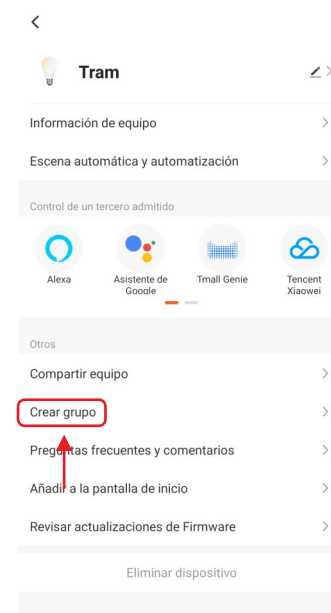 Tram
Información de equipo
Escena automática y automatización
Control de un tercero admitido
Alexa
Asistente de
Google
Tmall Genie
Tencent
Xiaowei
Otros
Compartir equipo
Crear grupo
Preguntas frecuentes y comentarios
Añadir a la pantalla de inicio
Revisar actualizaciones de Firmware
Eliminar dispositivo